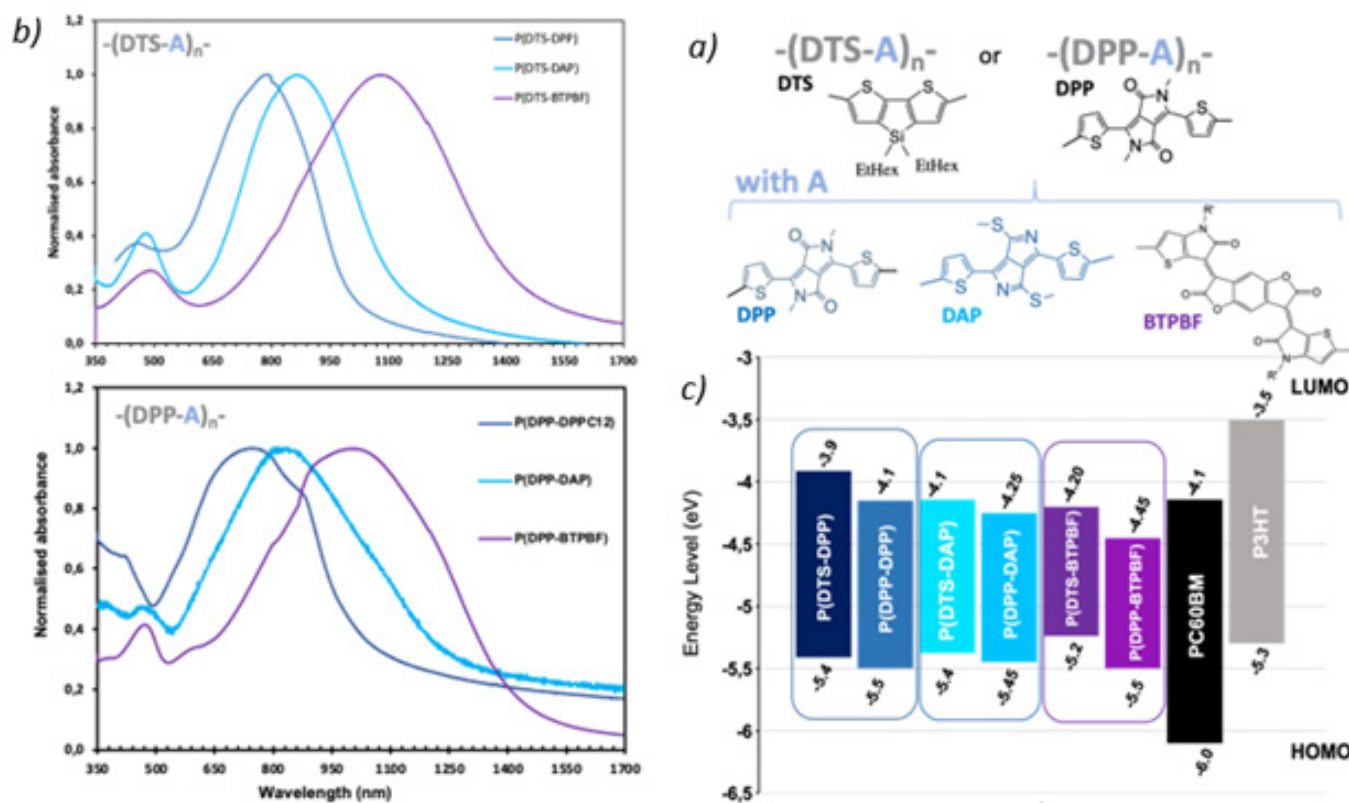 b)
-(DTS-A)n-
P(DTS-DPP)
P(DTS-DAP)
P(DTS-BTPBF)
Normalised absorbance
1,2
1,0
0,8
0,6
0,4
0,2
0,0
350 500 650 800 950 1100 1250 1400 1550 1700
-(DPP-A)n-
P(DPP-DPPC12)
P(DPP-DAP)
P(DPP-BTPBF)
Normalised absorbance
1,2
1,0
0,8
0,6
0,4
0,2
0,0
350 500 650 800 950 1100 1250 1400 1550 1700
Wavelength (nm)
a)
-(DTS-A)n- or -(DPP-A)n-
DTS
S S
Si
EtHex EtHex
DPP
O N S
S N O
with A
O N S
S N O
DPP
S N S
S N S
DAP
R' N O
S
O O
O O
O S
N R'
BTPBF
c)
LUMO
HOMO
Energy Level (eV)
-3
-3,5
-4
-4,5
-5
-5,5
-6
-6,5
-3.9
P(DTS-DPP)
-5.4
-4.1
P(DPP-DPP)
-5.5
-4.1
P(DTS-DAP)
-5.4
-4.25
P(DPP-DAP)
-5.45
-4.20
P(DTS-BTPBF)
-5.2
-4.45
P(DPP-BTPBF)
-5.5
-4.1
PC60BM
-6.0
-3.5
P3HT
-5.3